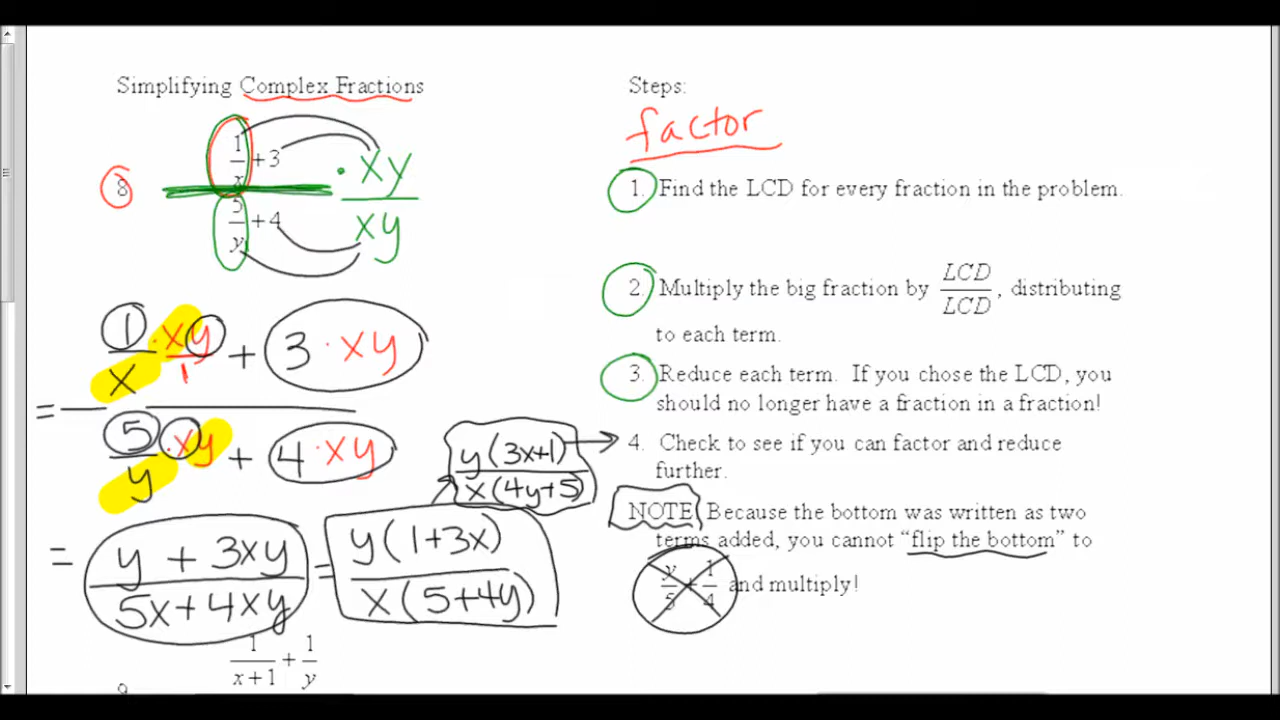 Simplifying Complex Fractions
8
1/x + 3 · xy
5/y + 4 xy
1/x · xy/1 + 3 · xy
=
5/y · xy + 4 · xy
= y + 3xy / 5x + 4xy = y(1+3x) / x(5+4y)
y(3x+1) / x(4y+5)
1/x+1 + 1/y
Steps:
factor
1. Find the LCD for every fraction in the problem.
2. Multiply the big fraction by LCD/LCD, distributing
to each term.
3. Reduce each term. If you chose the LCD, you
should no longer have a fraction in a fraction!
4. Check to see if you can factor and reduce
further.
NOTE Because the bottom was written as two
terms added, you cannot “flip the bottom” to
y/5 + 1/4 and multiply!